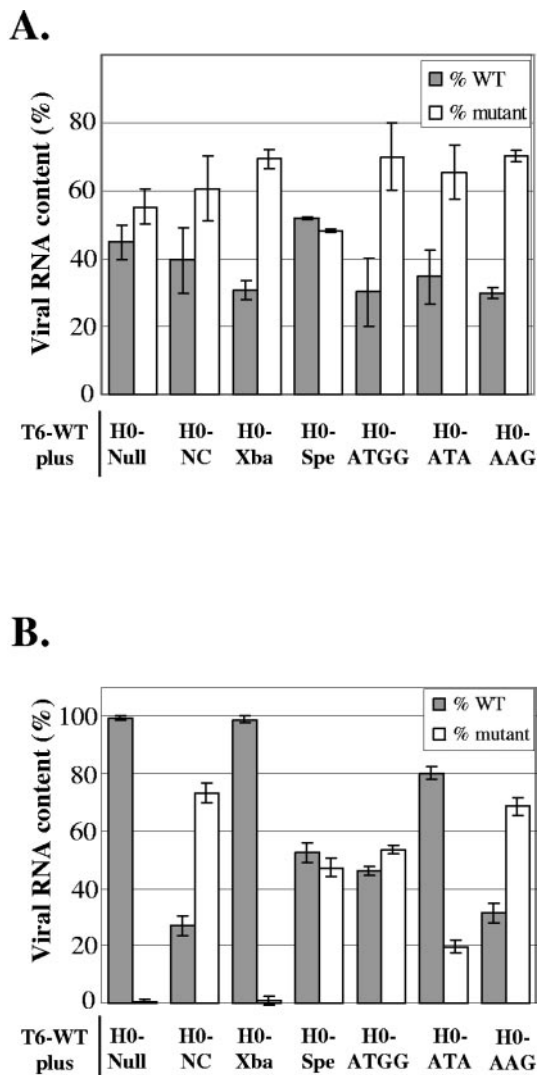 A.
Viral RNA content (%)
80
60
40
20
0
% WT
% mutant
T6-WT plus
H0-Null
H0-NC
H0-Xba
H0-Spe
H0-ATGG
H0-ATA
H0-AAG
B.
Viral RNA content (%)
100
80
60
40
20
0
% WT
% mutant
T6-WT plus
H0-Null
H0-NC
H0-Xba
H0-Spe
H0-ATGG
H0-ATA
H0-AAG